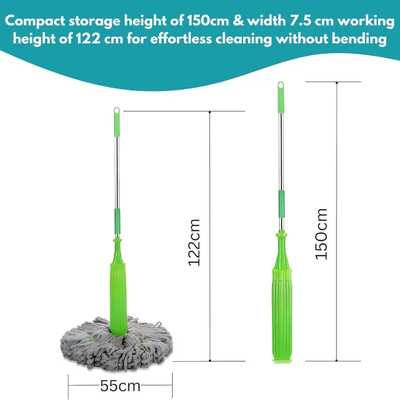 Compact storage height of 150cm & width 7.5 cm working
height of 122 cm for effortless cleaning without bending
122cm
150cm
55cm